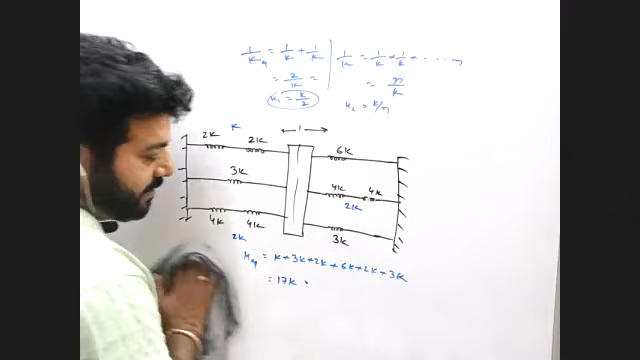 1/Keq = 1/K + 1/K
= 2/K =
K₁ = K/2
1/K = 1/K + 1/K + ..... n
= n/K
K₂ = K/n
2K
K
2K
3K
4K
4K
2K
1
6K
4K
4K
2K
3K
Keq = K + 3K + 2K + 6K + 2K + 3K
= 17K